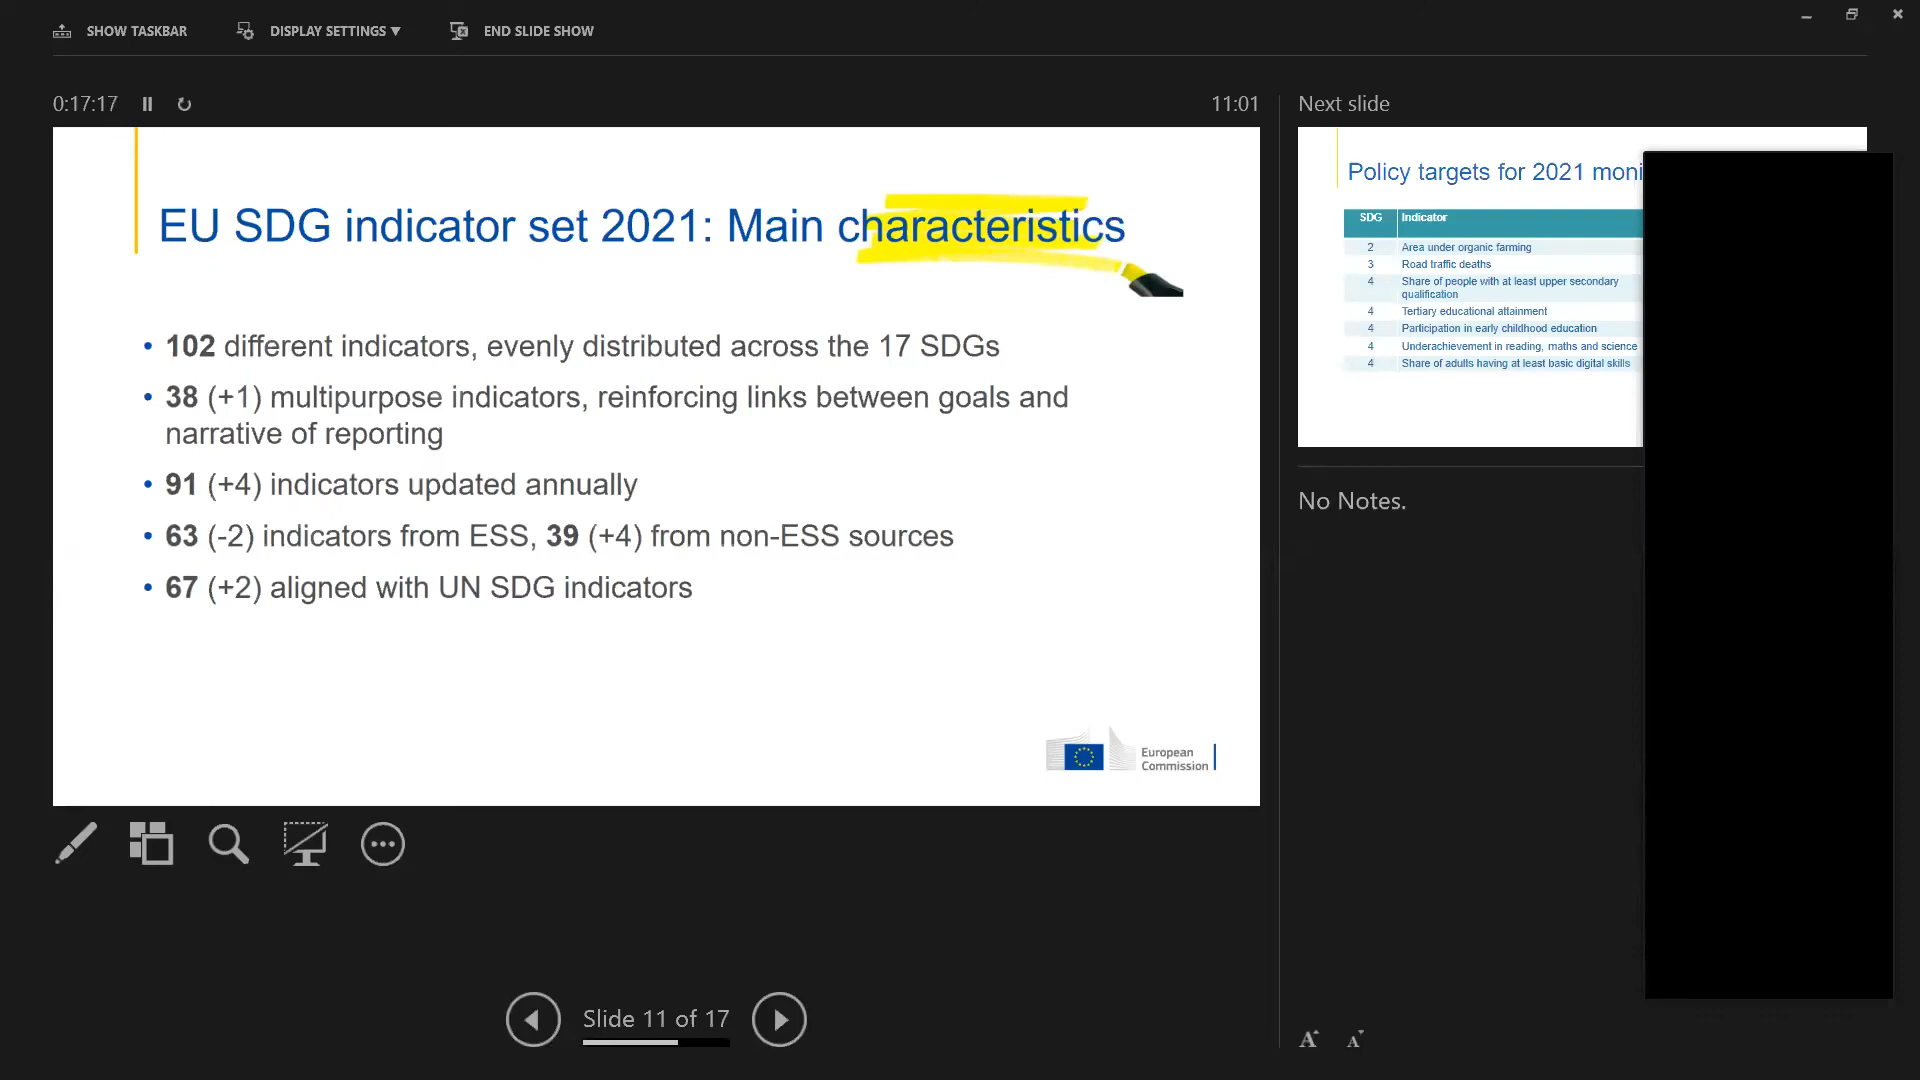 SHOW TASKBAR
DISPLAY SETTINGS ▼
END SLIDE SHOW
0:17:17
11:01
EU SDG indicator set 2021: Main characteristics
• 102 different indicators, evenly distributed across the 17 SDGs
• 38 (+1) multipurpose indicators, reinforcing links between goals and
narrative of reporting
• 91 (+4) indicators updated annually
• 63 (-2) indicators from ESS, 39 (+4) from non-ESS sources
• 67 (+2) aligned with UN SDG indicators
European
Commission
Slide 11 of 17
Next slide
Policy targets for 2021 moni
SDG Indicator
2 Area under organic farming
3 Road traffic deaths
4 Share of people with at least upper secondary
qualification
4 Tertiary educational attainment
4 Participation in early childhood education
4 Underachievement in reading, maths and science
4 Share of adults having at least basic digital skills
No Notes.
A A